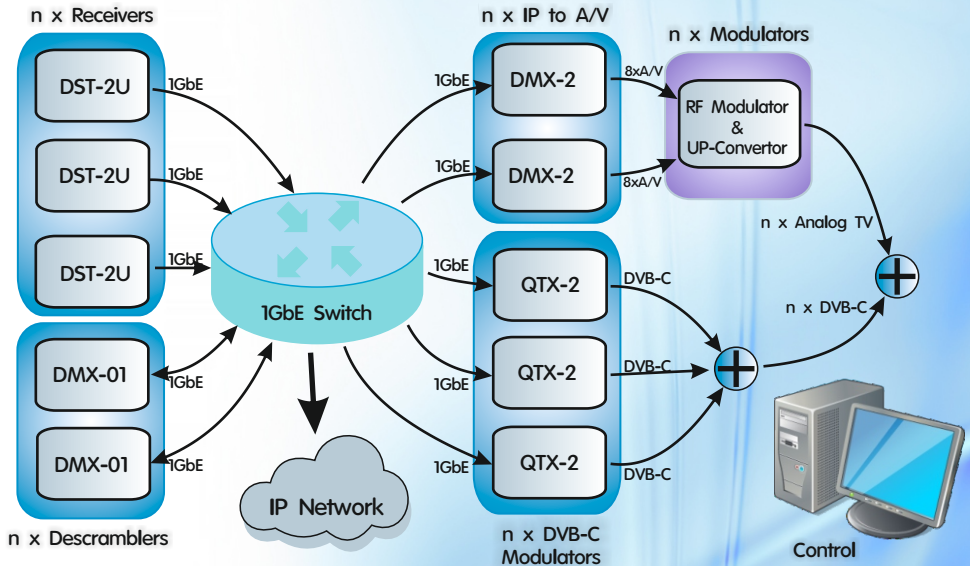 n x Receivers
DST-2U
1GbE
DST-2U
1GbE
DST-2U
1GbE
DMX-01
1GbE
DMX-01
1GbE
n x Descramblers
1GbE Switch
IP Network
n x IP to A/V
1GbE
DMX-2
8xA/V
1GbE
DMX-2
8xA/V
n x Modulators
RF Modulator
&
UP-Convertor
n x Analog TV
1GbE
QTX-2
DVB-C
1GbE
QTX-2
DVB-C
1GbE
QTX-2
DVB-C
n x DVB-C
Modulators
n x DVB-C
Control